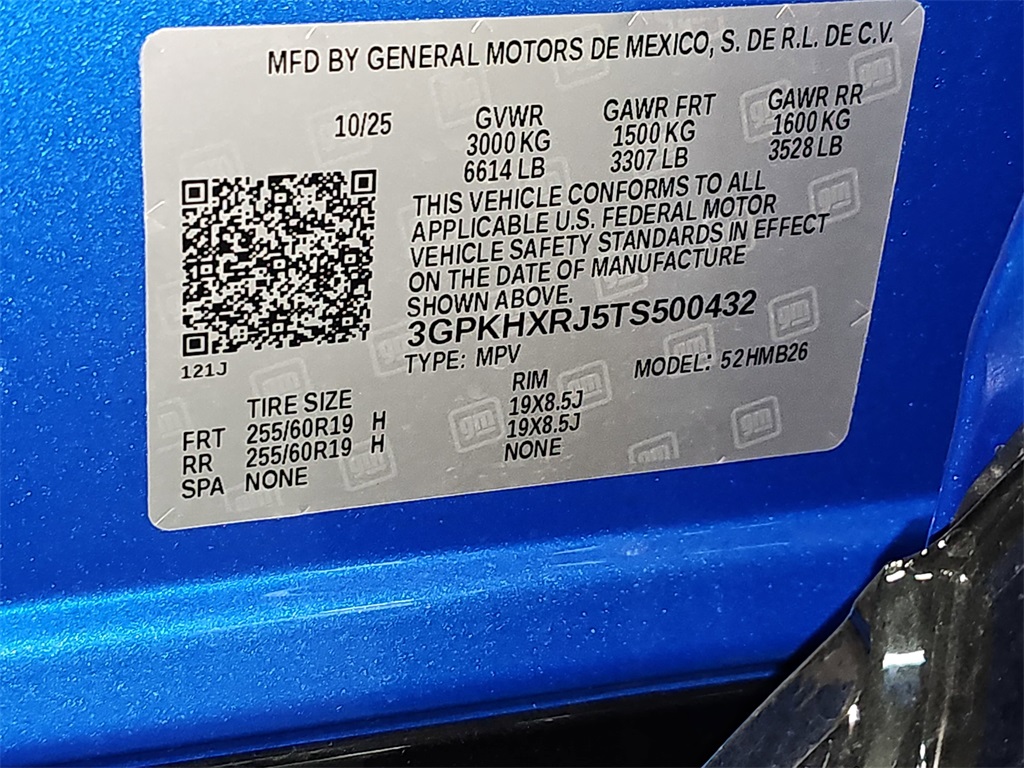 MFD BY GENERAL MOTORS DE MEXICO, S. DE R.L. DE C.V.
10/25 GVWR GAWR FRT GAWR RR
3000 KG 1500 KG 1600 KG
6614 LB 3307 LB 3528 LB
THIS VEHICLE CONFORMS TO ALL
APPLICABLE U.S. FEDERAL MOTOR
VEHICLE SAFETY STANDARDS IN EFFECT
ON THE DATE OF MANUFACTURE
SHOWN ABOVE.
3GPKHXRJ5TS500432
121J TYPE: MPV MODEL: 52HMB26
TIRE SIZE RIM
FRT 255/60R19 H 19X8.5J
RR 255/60R19 H 19X8.5J
SPA NONE NONE